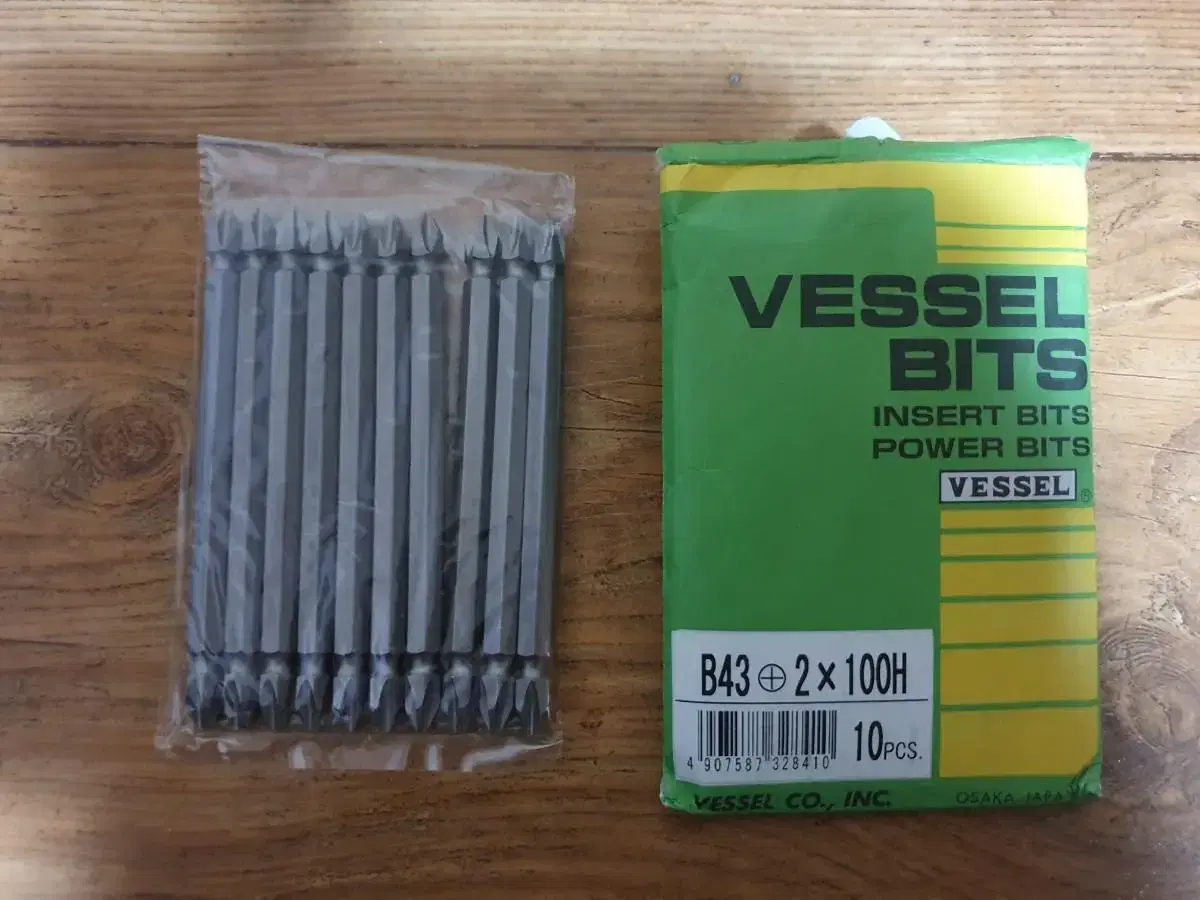 VESSEL
BITS
INSERT BITS
POWER BITS
VESSEL ®
B43 ⊕ 2×100H
4 907587 328410
10PCS.
VESSEL CO., INC. OSAKA JAPAN